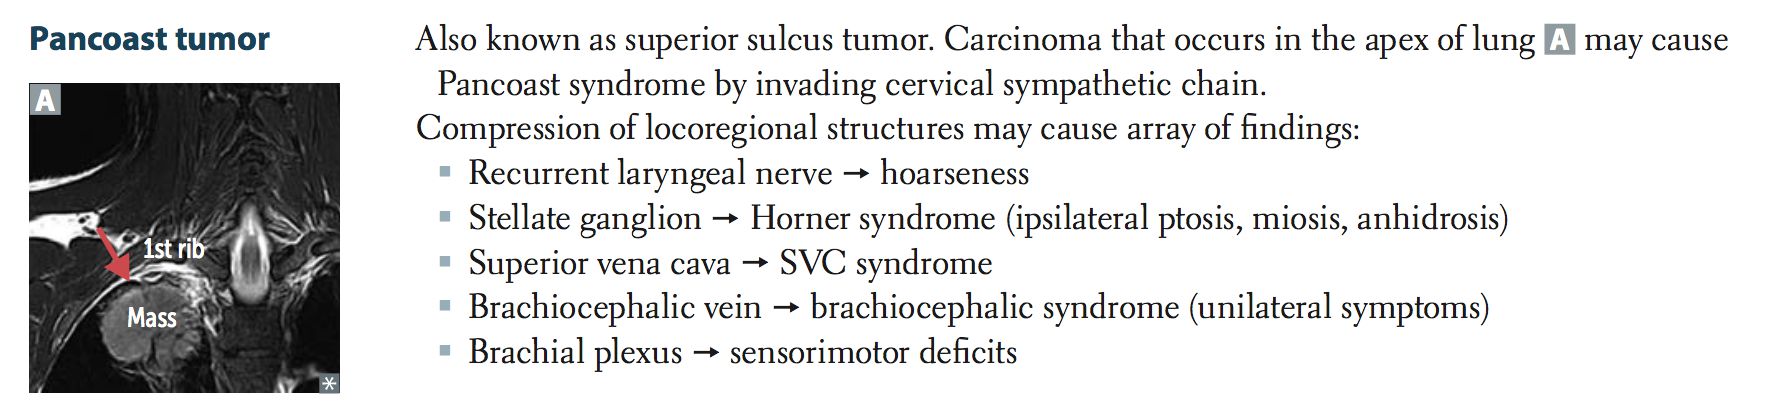 Pancoast tumor
Also known as superior sulcus tumor. Carcinoma that occurs in the apex of lung A may cause
Pancoast syndrome by invading cervical sympathetic chain.
Compression of locoregional structures may cause array of findings:
▪ Recurrent laryngeal nerve → hoarseness
▪ Stellate ganglion → Horner syndrome (ipsilateral ptosis, miosis, anhidrosis)
▪ Superior vena cava → SVC syndrome
▪ Brachiocephalic vein → brachiocephalic syndrome (unilateral symptoms)
▪ Brachial plexus → sensorimotor deficits
A
1st rib
Mass
*